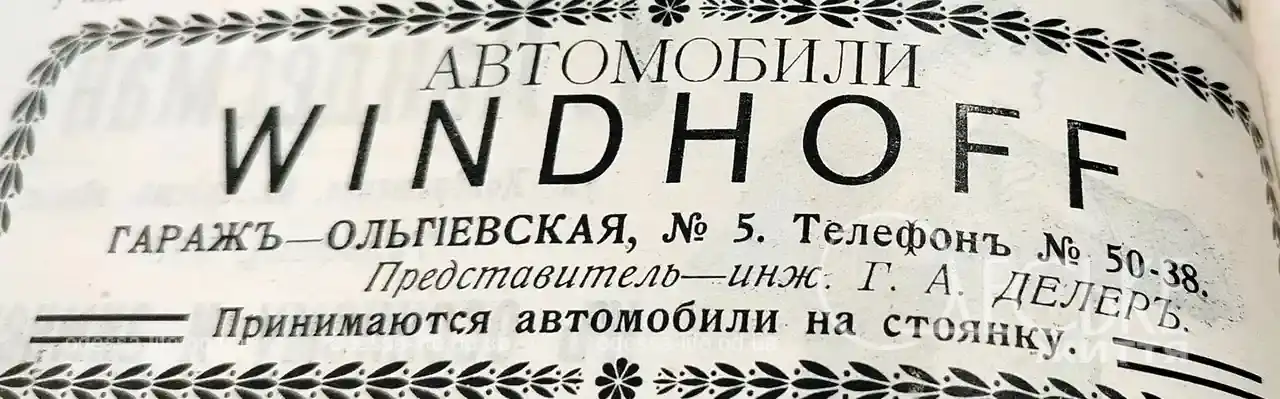 АВТОМОБИЛИ
WINDHOFF
ГАРАЖЪ—ОЛЬГІЕВСКАЯ, № 5. Телефонъ № 50-38.
Представитель—инж. Г. А. ДЕЛЕРЪ.
Принимаются автомобили на стоянку.